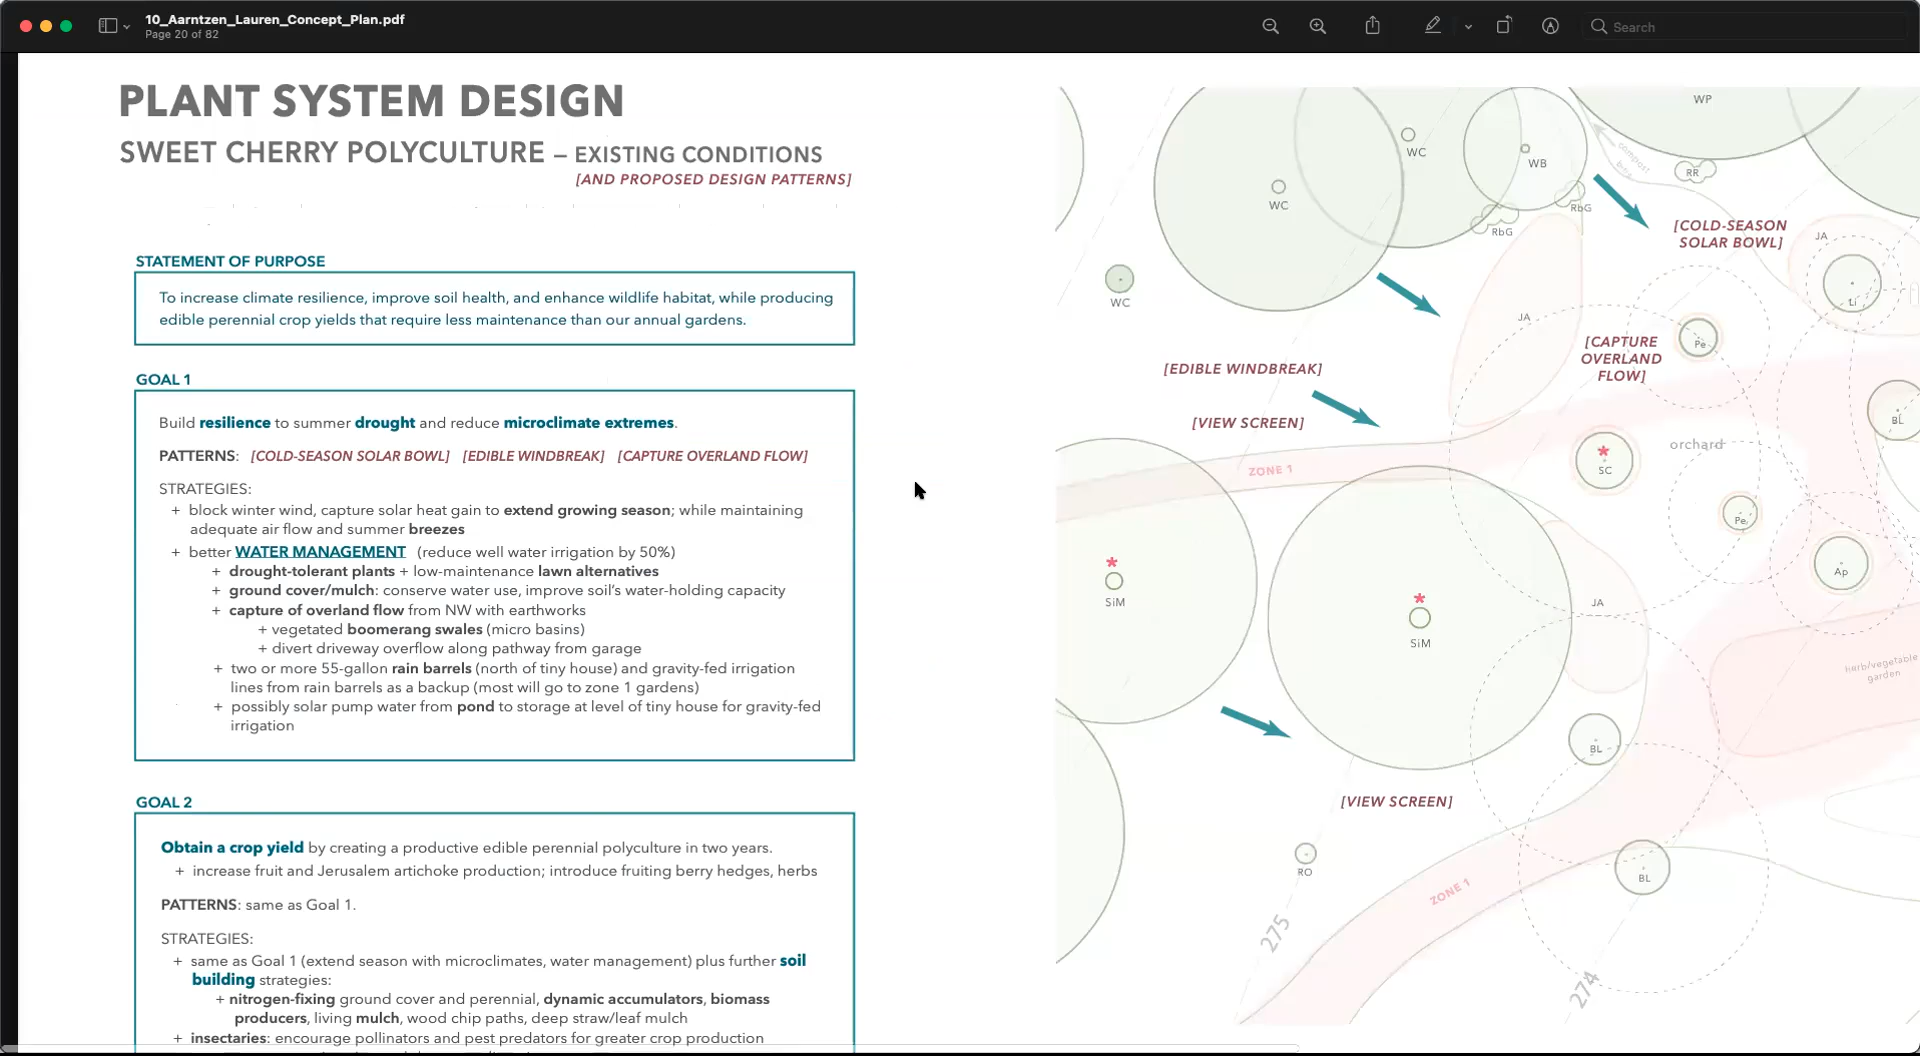 10_Aarntzen_Lauren_Concept_Plan.pdf
Page 20 of 82
Search
PLANT SYSTEM DESIGN
SWEET CHERRY POLYCULTURE – EXISTING CONDITIONS
[AND PROPOSED DESIGN PATTERNS]
STATEMENT OF PURPOSE
To increase climate resilience, improve soil health, and enhance wildlife habitat, while producing
edible perennial crop yields that require less maintenance than our annual gardens.
GOAL 1
Build resilience to summer drought and reduce microclimate extremes.
PATTERNS: [COLD-SEASON SOLAR BOWL] [EDIBLE WINDBREAK] [CAPTURE OVERLAND FLOW]
STRATEGIES:
+ block winter wind, capture solar heat gain to extend growing season; while maintaining
adequate air flow and summer breezes
+ better WATER MANAGEMENT (reduce well water irrigation by 50%)
+ drought-tolerant plants + low-maintenance lawn alternatives
+ ground cover/mulch: conserve water use, improve soil's water-holding capacity
+ capture of overland flow from NW with earthworks
+ vegetated boomerang swales (micro basins)
+ divert driveway overflow along pathway from garage
+ two or more 55-gallon rain barrels (north of tiny house) and gravity-fed irrigation
lines from rain barrels as a backup (most will go to zone 1 gardens)
+ possibly solar pump water from pond to storage at level of tiny house for gravity-fed
irrigation
GOAL 2
Obtain a crop yield by creating a productive edible perennial polyculture in two years.
+ increase fruit and Jerusalem artichoke production; introduce fruiting berry hedges, herbs
PATTERNS: same as Goal 1.
STRATEGIES:
+ same as Goal 1 (extend season with microclimates, water management) plus further soil
building strategies:
+ nitrogen-fixing ground cover and perennial, dynamic accumulators, biomass
producers, living mulch, wood chip paths, deep straw/leaf mulch
+ insectaries: encourage pollinators and pest predators for greater crop production
WP
WC
WB
compost
RR
WC
RbG
RbG
[COLD-SEASON
SOLAR BOWL]
JA
WC
Li
JA
[CAPTURE
OVERLAND
FLOW]
Pe
[EDIBLE WINDBREAK]
[VIEW SCREEN]
BL
orchard
ZONE 1
* SC
Pe
* SiM
Ap
JA
* SiM
herb/vegetable
garden
BL
[VIEW SCREEN]
RO
BL
ZONE 1
275
274